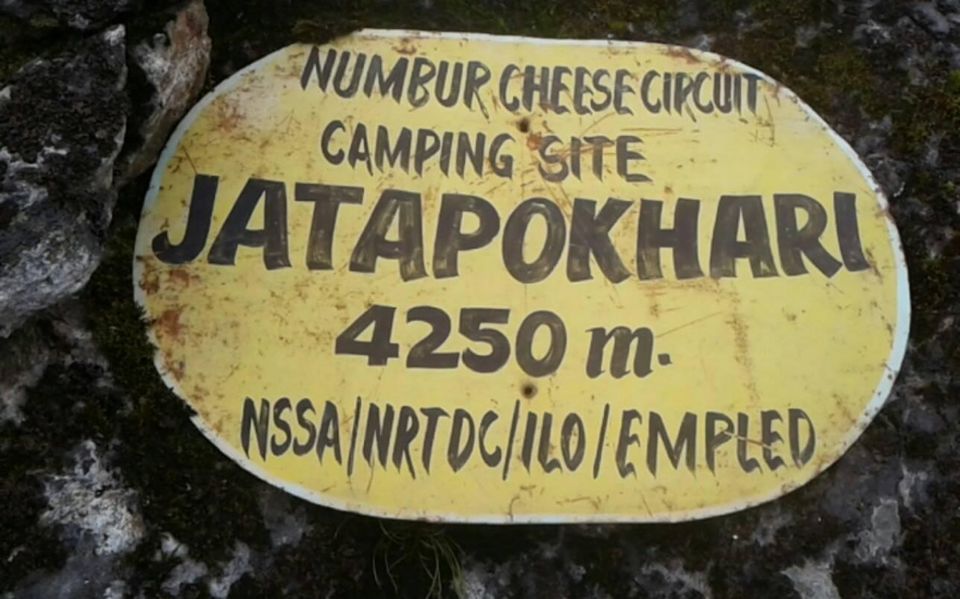 NUMBUR CHEESE CIRCUIT
CAMPING SITE
JATAPOKHARI
4250 m.
NSSA/NRTDC/ILO/EMPLED